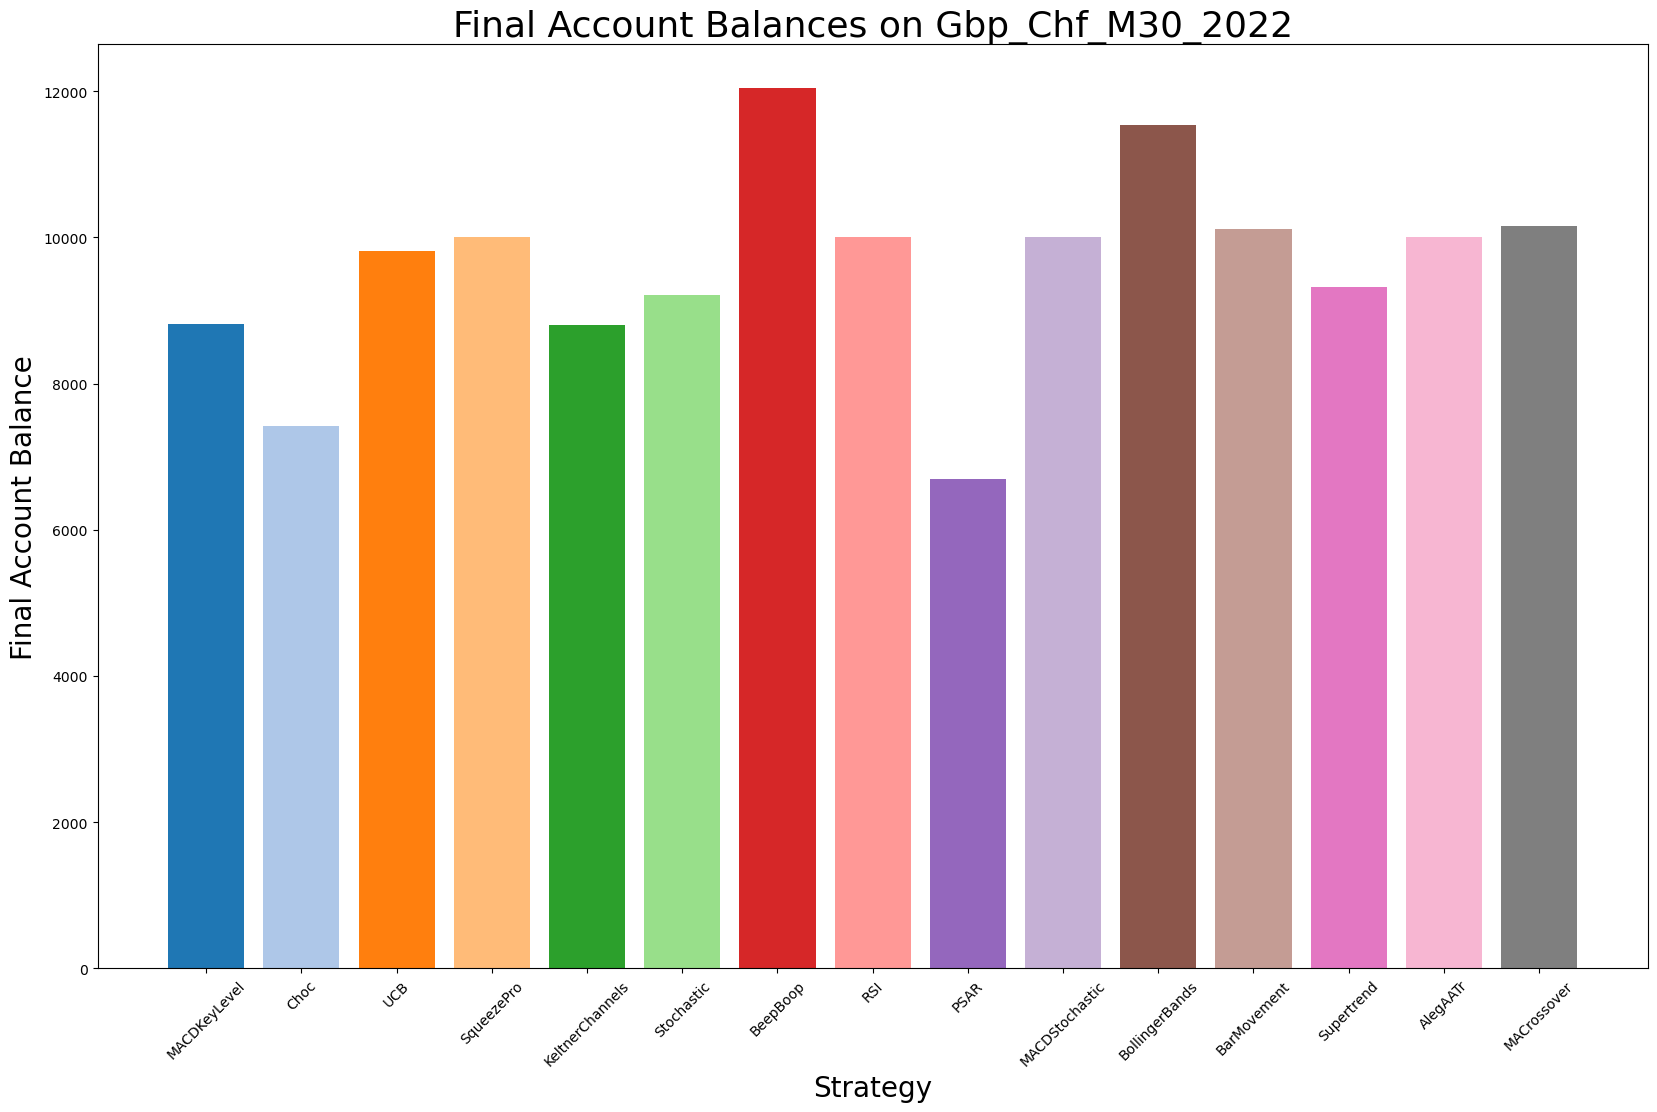 Final Account Balances on Gbp_Chf_M30_2022
Final Account Balance
12000
10000
8000
6000
4000
2000
0
MACDKeyLevel
Choc
UCB
SqueezePro
KeltnerChannels
Stochastic
BeepBoop
RSI
PSAR
MACDStochastic
BollingerBands
BarMovement
Supertrend
AlegAATr
MACrossover
Strategy